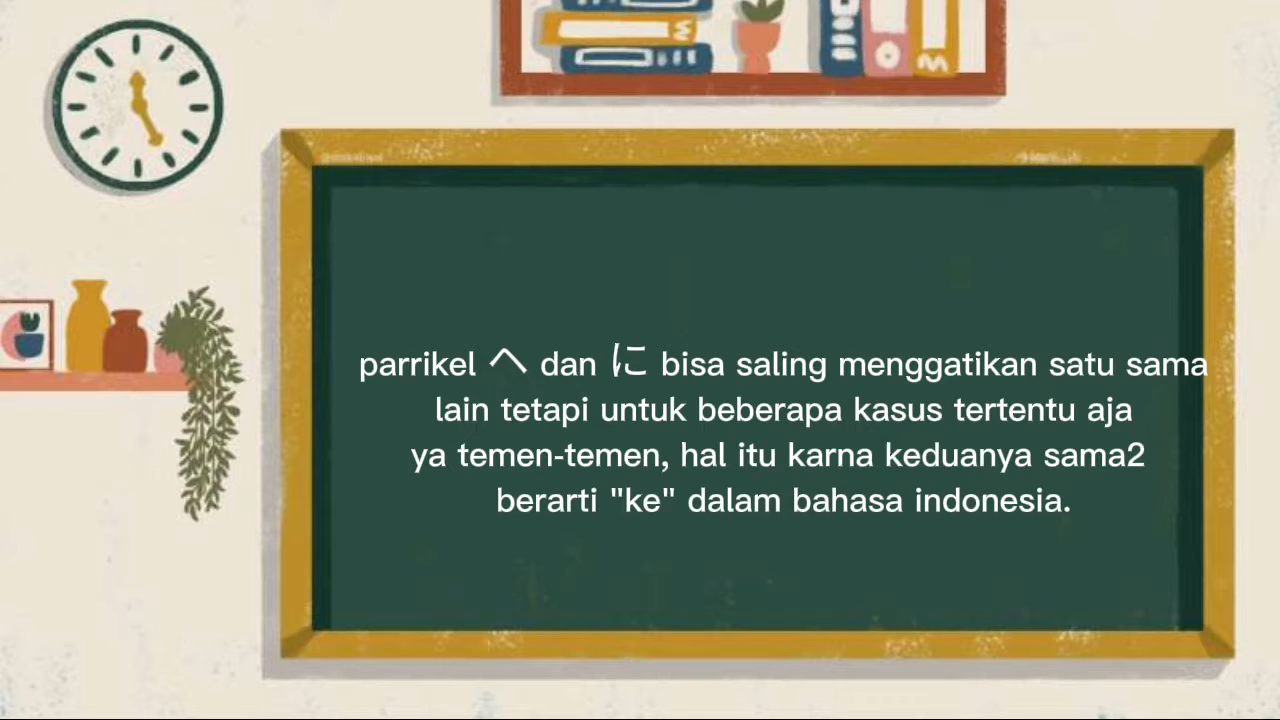 parrikel へ dan に bisa saling menggatikan satu sama
lain tetapi untuk beberapa kasus tertentu aja
ya temen-temen, hal itu karna keduanya sama2
berarti "ke" dalam bahasa indonesia.